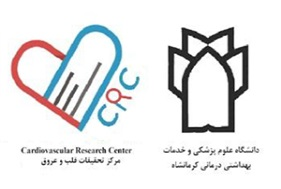 CRC
Cardiovascular Research Center
مرکز تحقیقات قلب و عروق
دانشگاه علوم پزشکی و خدمات
بهداشتی درمانی کرمانشاه